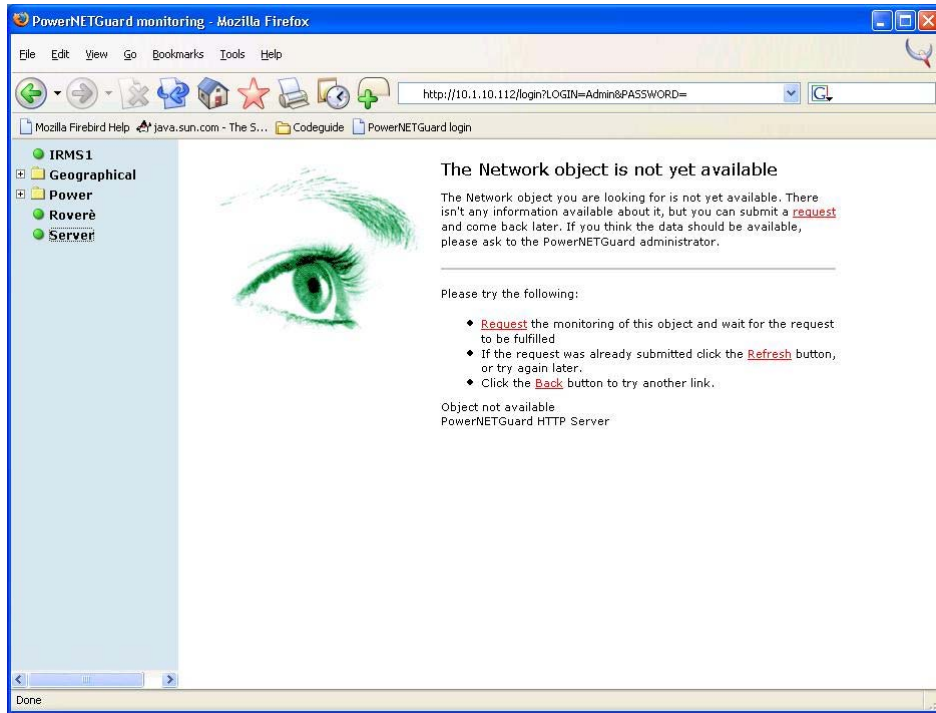 PowerNETGuard monitoring - Mozilla Firefox
File Edit View Go Bookmarks Tools Help
http://10.1.10.112/login?LOGIN=Admin&PASSWORD=
G
Mozilla Firebird Help java.sun.com - The S... Codeguide PowerNETGuard login
IRMS1
Geographical
Power
Roverè
Server
The Network object is not yet available
The Network object you are looking for is not yet available. There
isn't any information available about it, but you can submit a request
and come back later. If you think the data should be available,
please ask to the PowerNETGuard administrator.
Please try the following:
Request the monitoring of this object and wait for the request
to be fulfilled
If the request was already submitted click the Refresh button,
or try again later.
Click the Back button to try another link.
Object not available
PowerNETGuard HTTP Server
Done